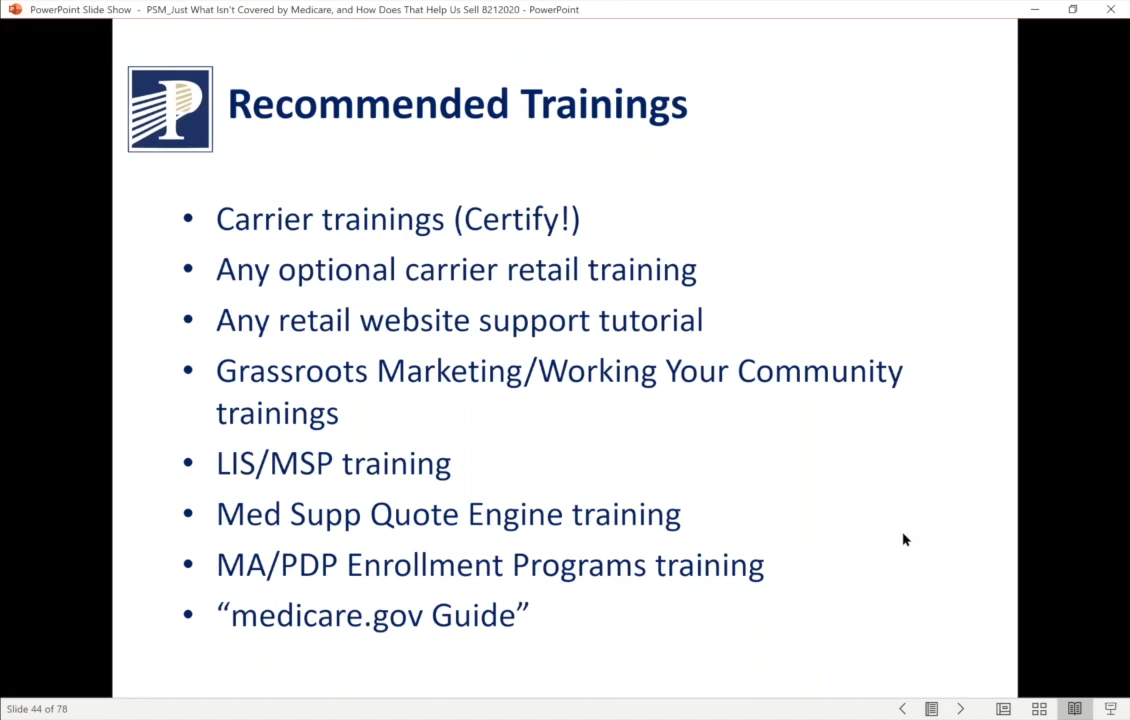 PowerPoint Slide Show - PSM_Just What Isn't Covered by Medicare, and How Does That Help Us Sell 8212020 - PowerPoint
P
Recommended Trainings
• Carrier trainings (Certify!)
• Any optional carrier retail training
• Any retail website support tutorial
• Grassroots Marketing/Working Your Community
trainings
• LIS/MSP training
• Med Supp Quote Engine training
• MA/PDP Enrollment Programs training
• “medicare.gov Guide”
Slide 44 of 78